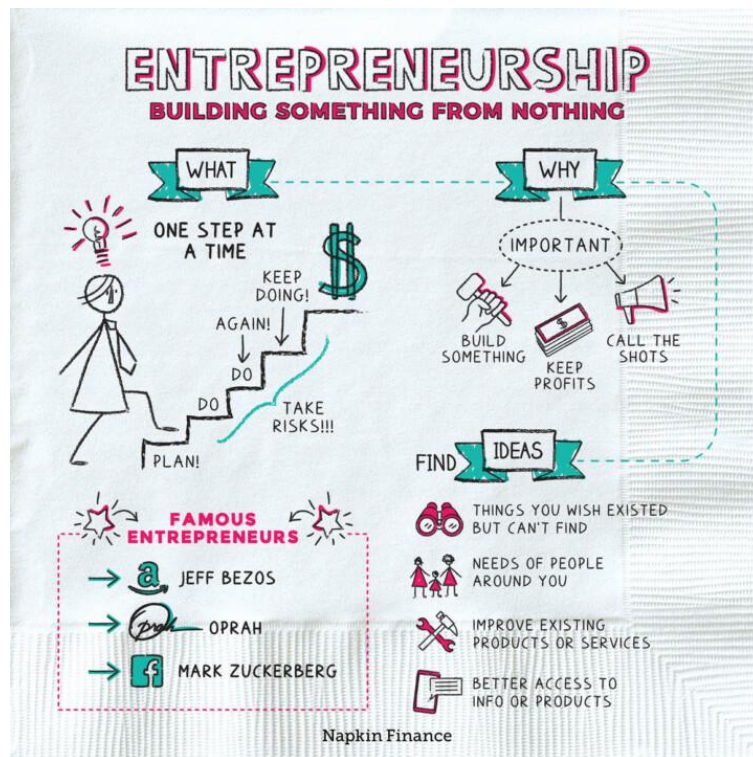 ENTREPRENEURSHIP
BUILDING SOMETHING FROM NOTHING
WHAT
ONE STEP AT
A TIME
KEEP
DOING!
AGAIN!
DO
DO
TAKE
RISKS!!!
PLAN!
$
WHY
IMPORTANT
BUILD
SOMETHING
$
KEEP
PROFITS
CALL THE
SHOTS
FIND IDEAS
THINGS YOU WISH EXISTED
BUT CAN'T FIND
NEEDS OF PEOPLE
AROUND YOU
IMPROVE EXISTING
PRODUCTS OR SERVICES
BETTER ACCESS TO
INFO OR PRODUCTS
FAMOUS
ENTREPRENEURS
a JEFF BEZOS
Oprah OPRAH
f MARK ZUCKERBERG
Napkin Finance